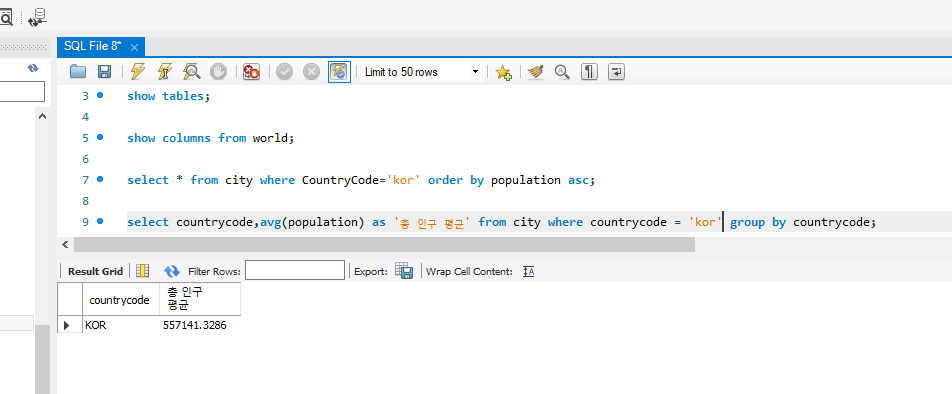 SQL File 8*
Limit to 50 rows
3 show tables;
4
5 show columns from world;
6
7 select * from city where CountryCode='kor' order by population asc;
8
9 select countrycode,avg(population) as '총 인구 평균' from city where countrycode = 'kor' group by countrycode;
Result Grid Filter Rows: Export: Wrap Cell Content:
countrycode 총 인구
평균
KOR 557141.3286